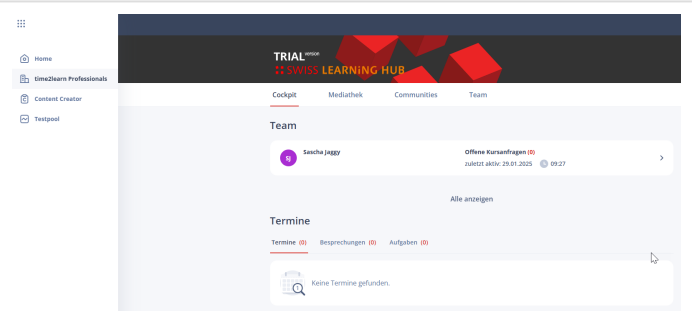 Home
time2learn Professionals
Content Creator
Testpool
TRIAL version
SWISS LEARNING HUB
Cockpit Mediathek Communities Team
Team
SJ
Sascha Jaggy
Offene Kursanfragen (0)
zuletzt aktiv: 29.01.2025 09:27
Alle anzeigen
Termine
Termine (0) Besprechungen (0) Aufgaben (0)
Keine Termine gefunden.